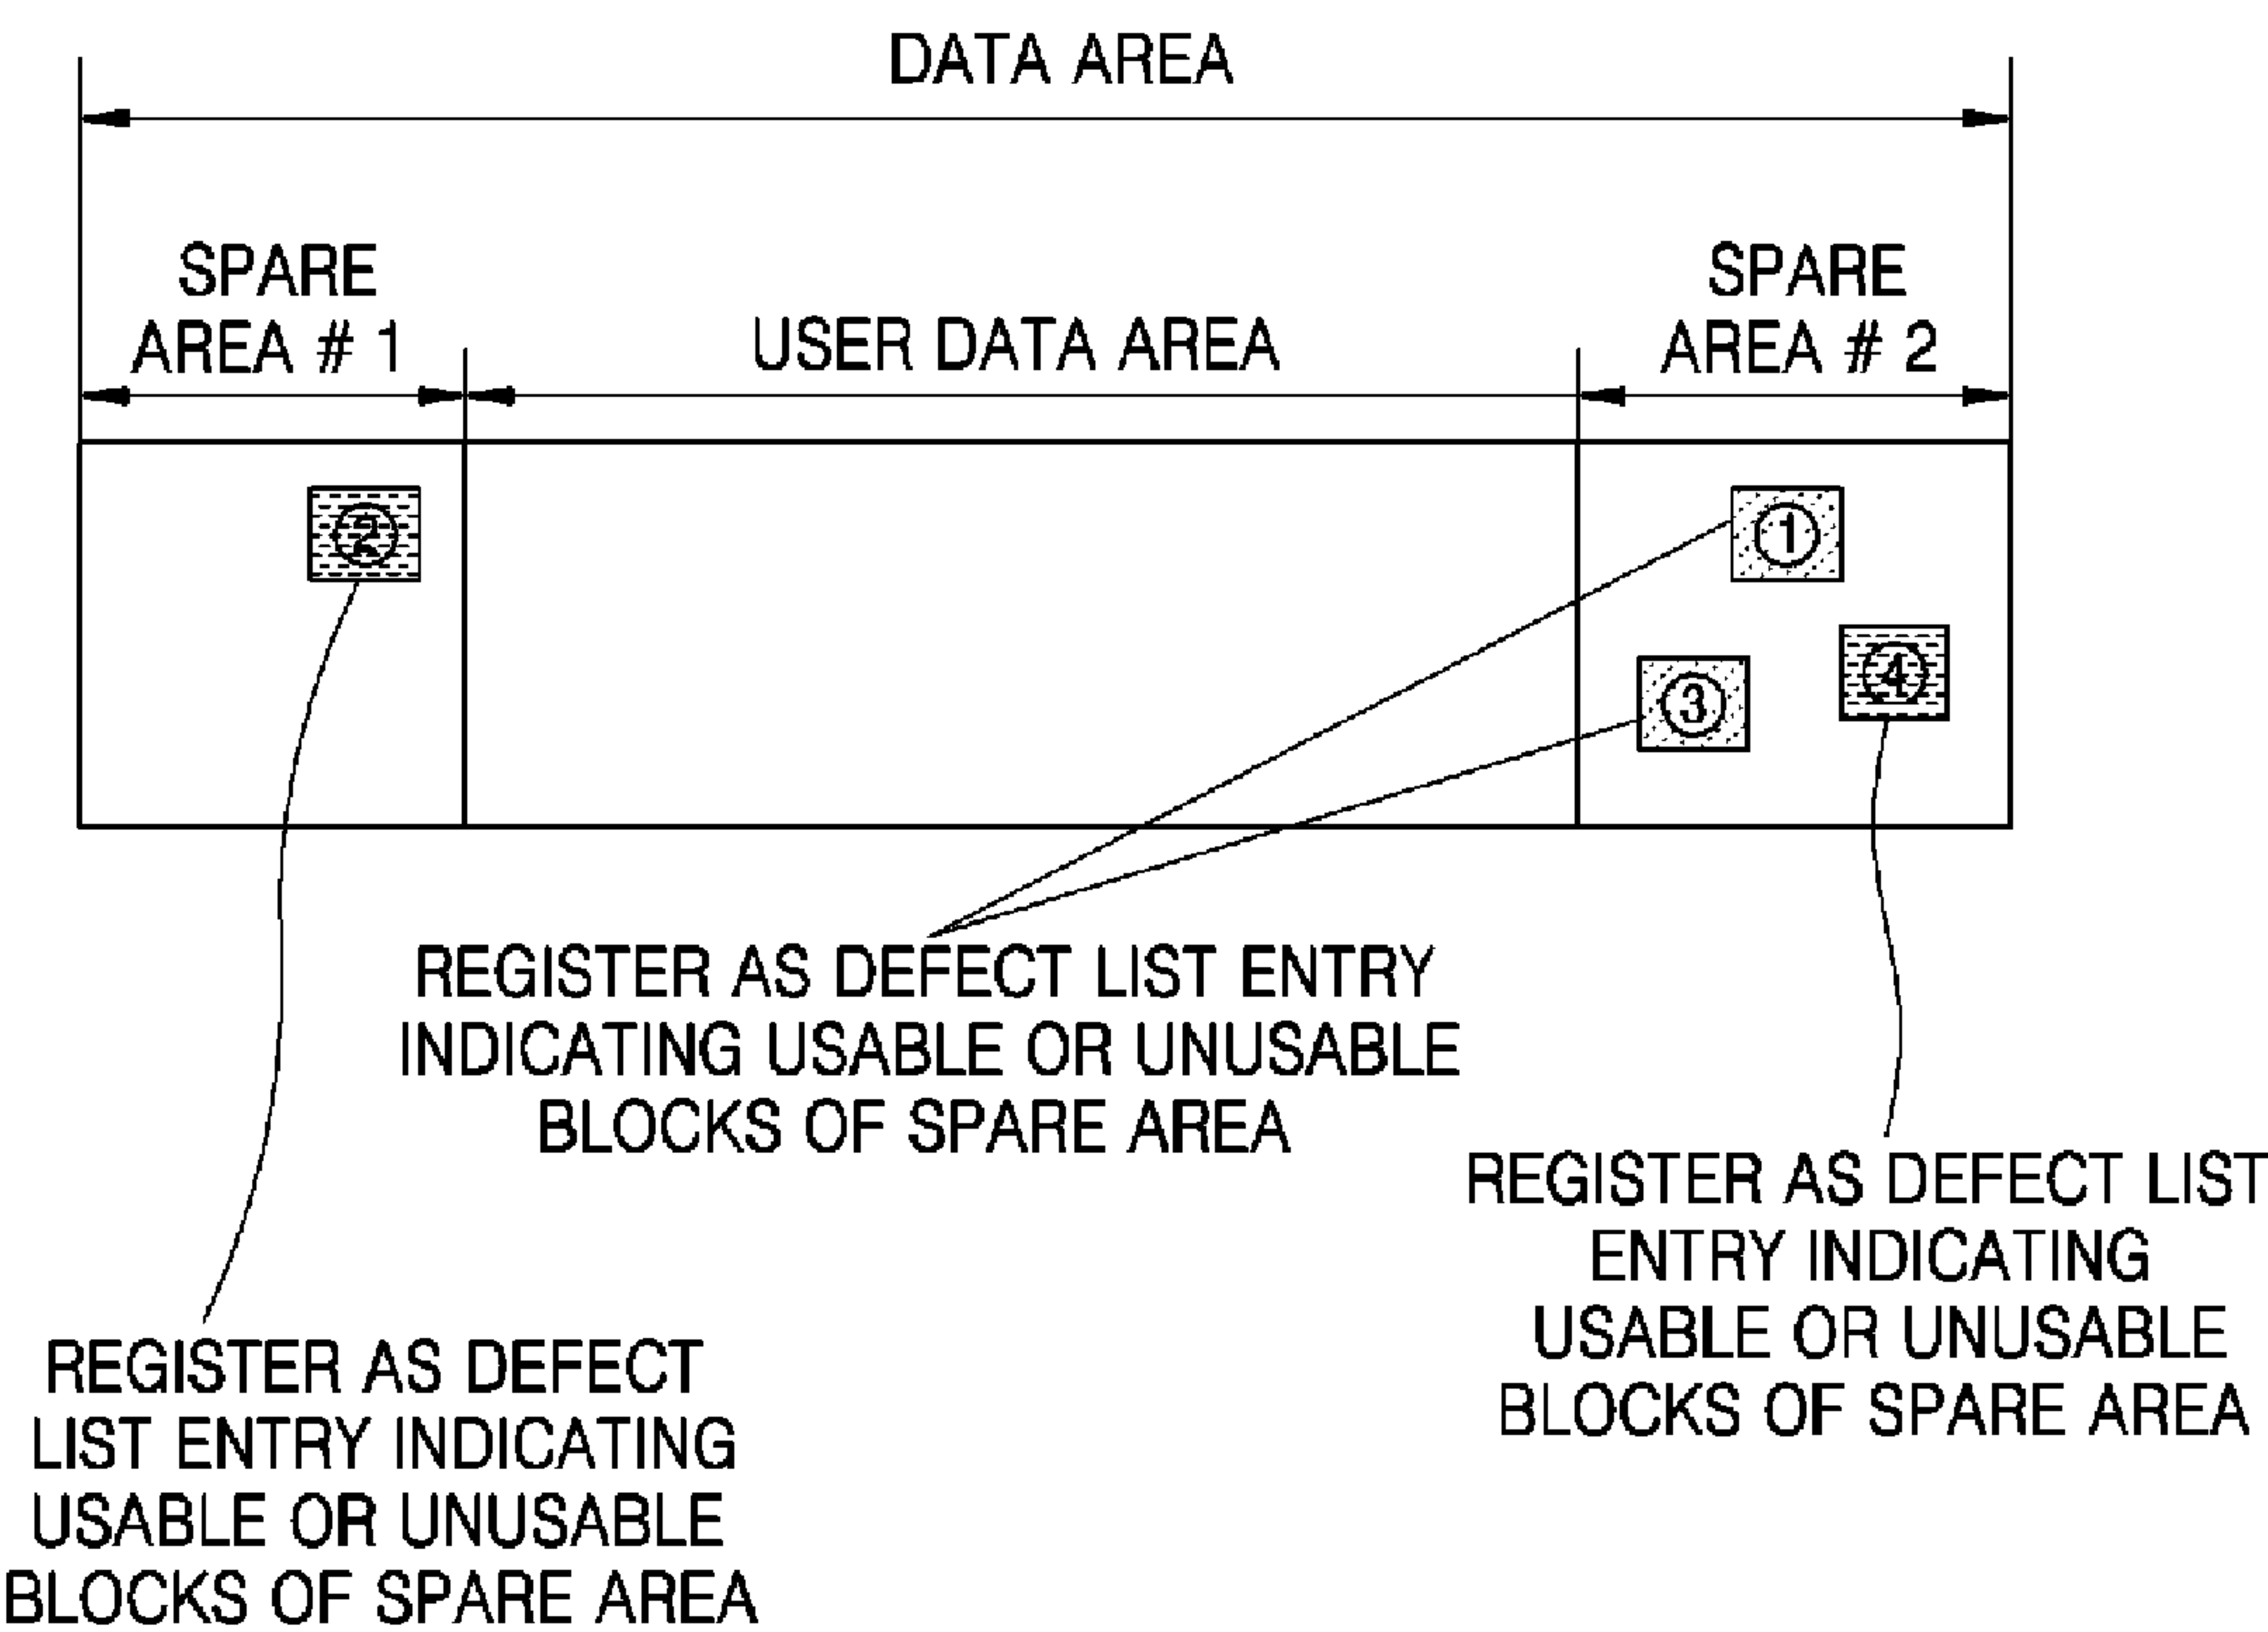 DATA AREA
SPARE
AREA # 1
USER DATA AREA
SPARE
AREA # 2
②
①
③
④
REGISTER AS DEFECT LIST ENTRY
INDICATING USABLE OR UNUSABLE
BLOCKS OF SPARE AREA
REGISTER AS DEFECT LIST
ENTRY INDICATING
USABLE OR UNUSABLE
BLOCKS OF SPARE AREA
REGISTER AS DEFECT
LIST ENTRY INDICATING
USABLE OR UNUSABLE
BLOCKS OF SPARE AREA